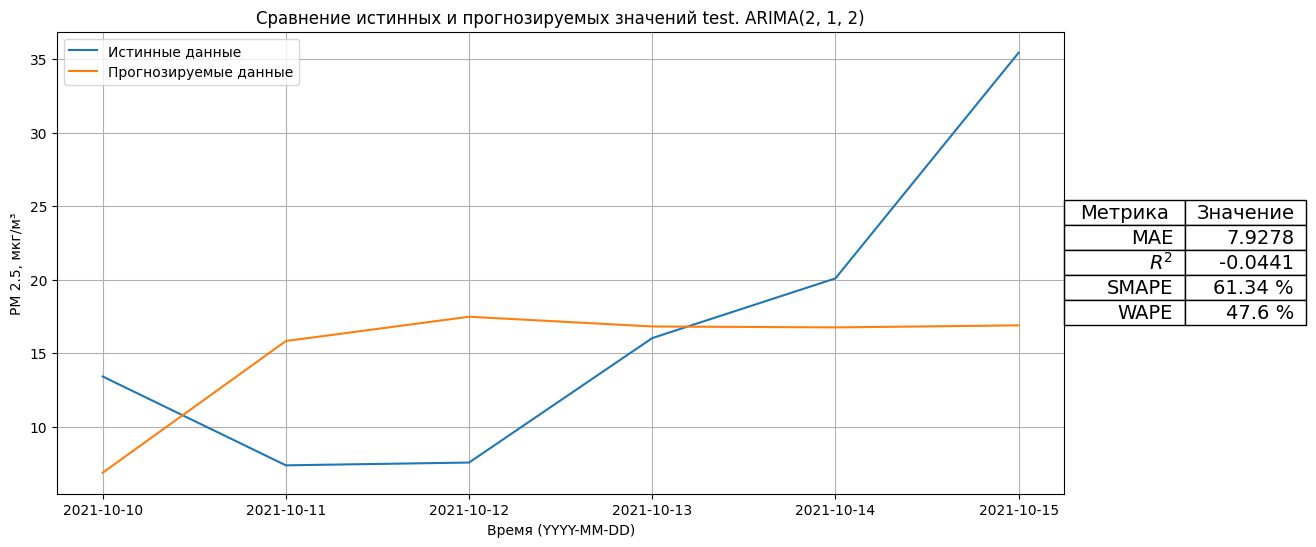 Сравнение истинных и прогнозируемых значений test. ARIMA(2, 1, 2)
Истинные данные
Прогнозируемые данные
PM 2.5, мкг/м³
35
30
25
20
15
10
2021-10-10 2021-10-11 2021-10-12 2021-10-13 2021-10-14 2021-10-15
Время (YYYY-MM-DD)
Метрика Значение
MAE 7.9278
R² -0.0441
SMAPE 61.34 %
WAPE 47.6 %